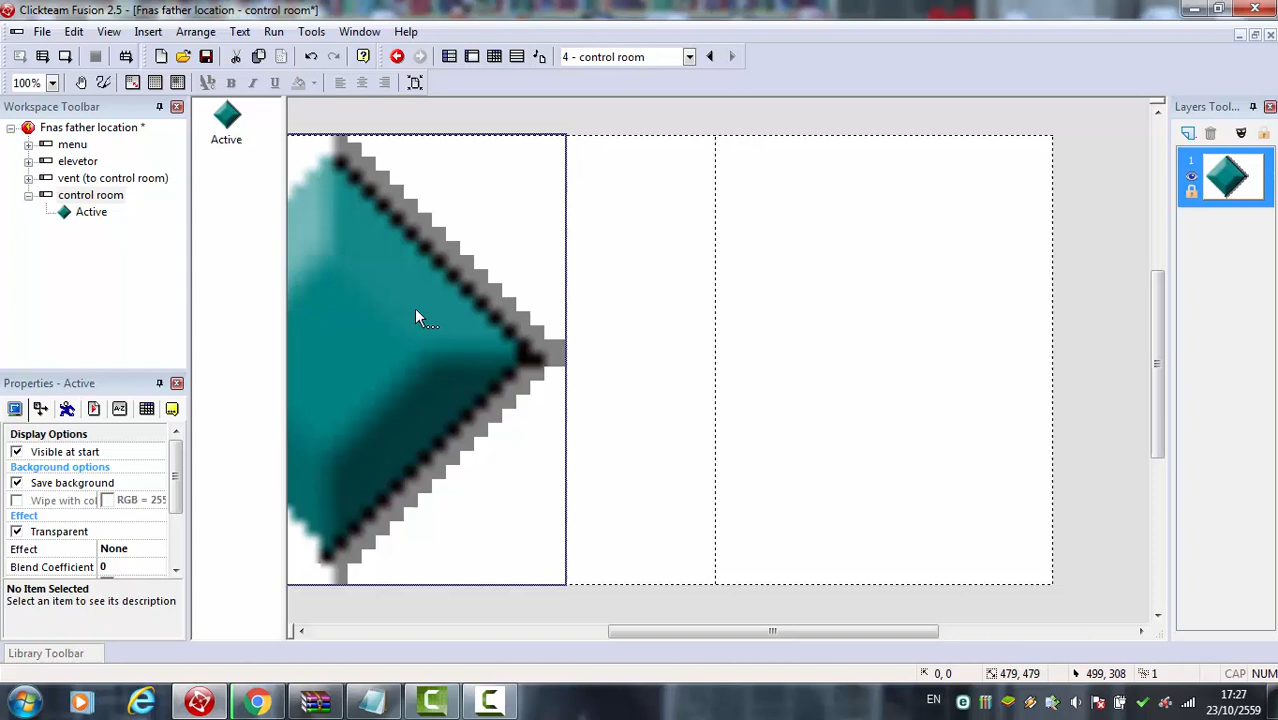 Clickteam Fusion 2.5 - [Fnas father location - control room*]
File Edit View Insert Arrange Text Run Tools Window Help
4 - control room
100%
B I U
Workspace Toolbar
Layers Tool...
Active
Fnas father location *
menu
elevetor
vent (to control room)
control room
Active
1
Properties - Active
Display Options
Visible at start
Background options
Save background
Wipe with col RGB = 255
Effect
Transparent
Effect None
Blend Coefficient 0
No Item Selected
Select an item to see its description
Library Toolbar
0, 0 479, 479 499, 308 1 CAP NUM
EN
17:27
23/10/2559